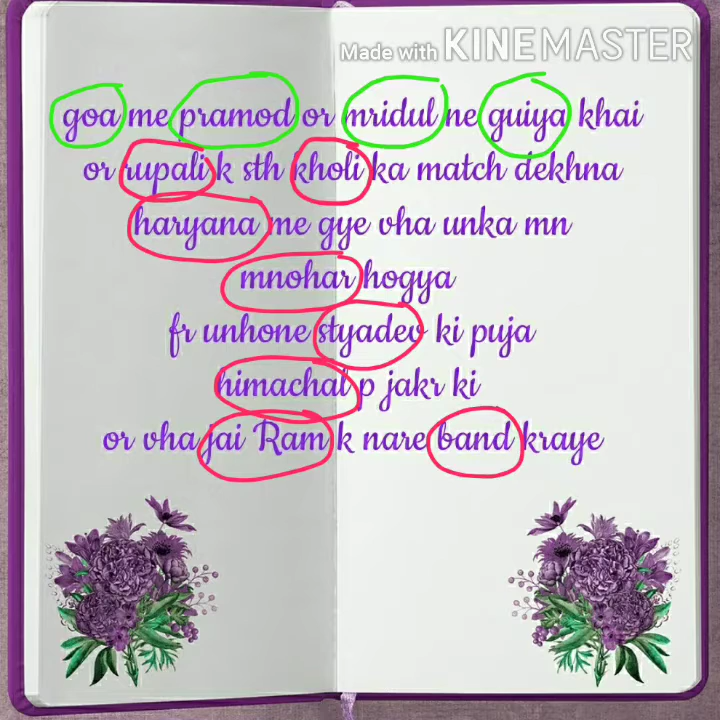 Made with KINEMASTER
goa me pramod or mridul ne guiya khai
or rupali k sth kholi ka match dekhna
haryana me gye vha unka mn
mnohar hogya
fr unhone styadev ki puja
himachal p jakr ki
or vha jai Ram k nare band kraye